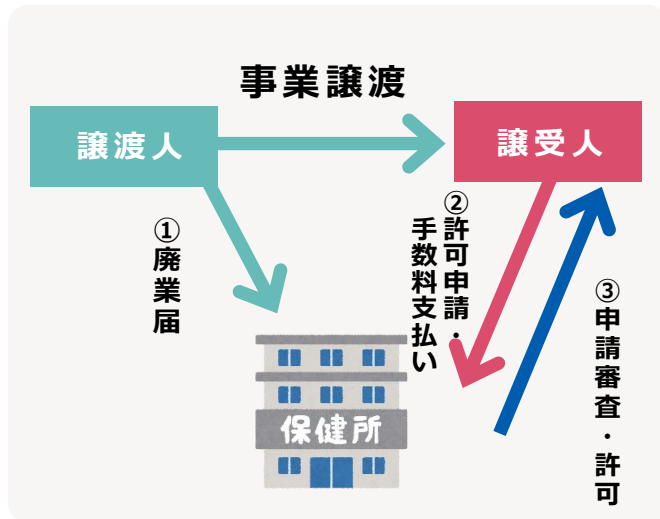 事業譲渡
譲渡人
譲受人
①廃業届
②許可申請・
手数料支払い
③申請審査・許可
保健所